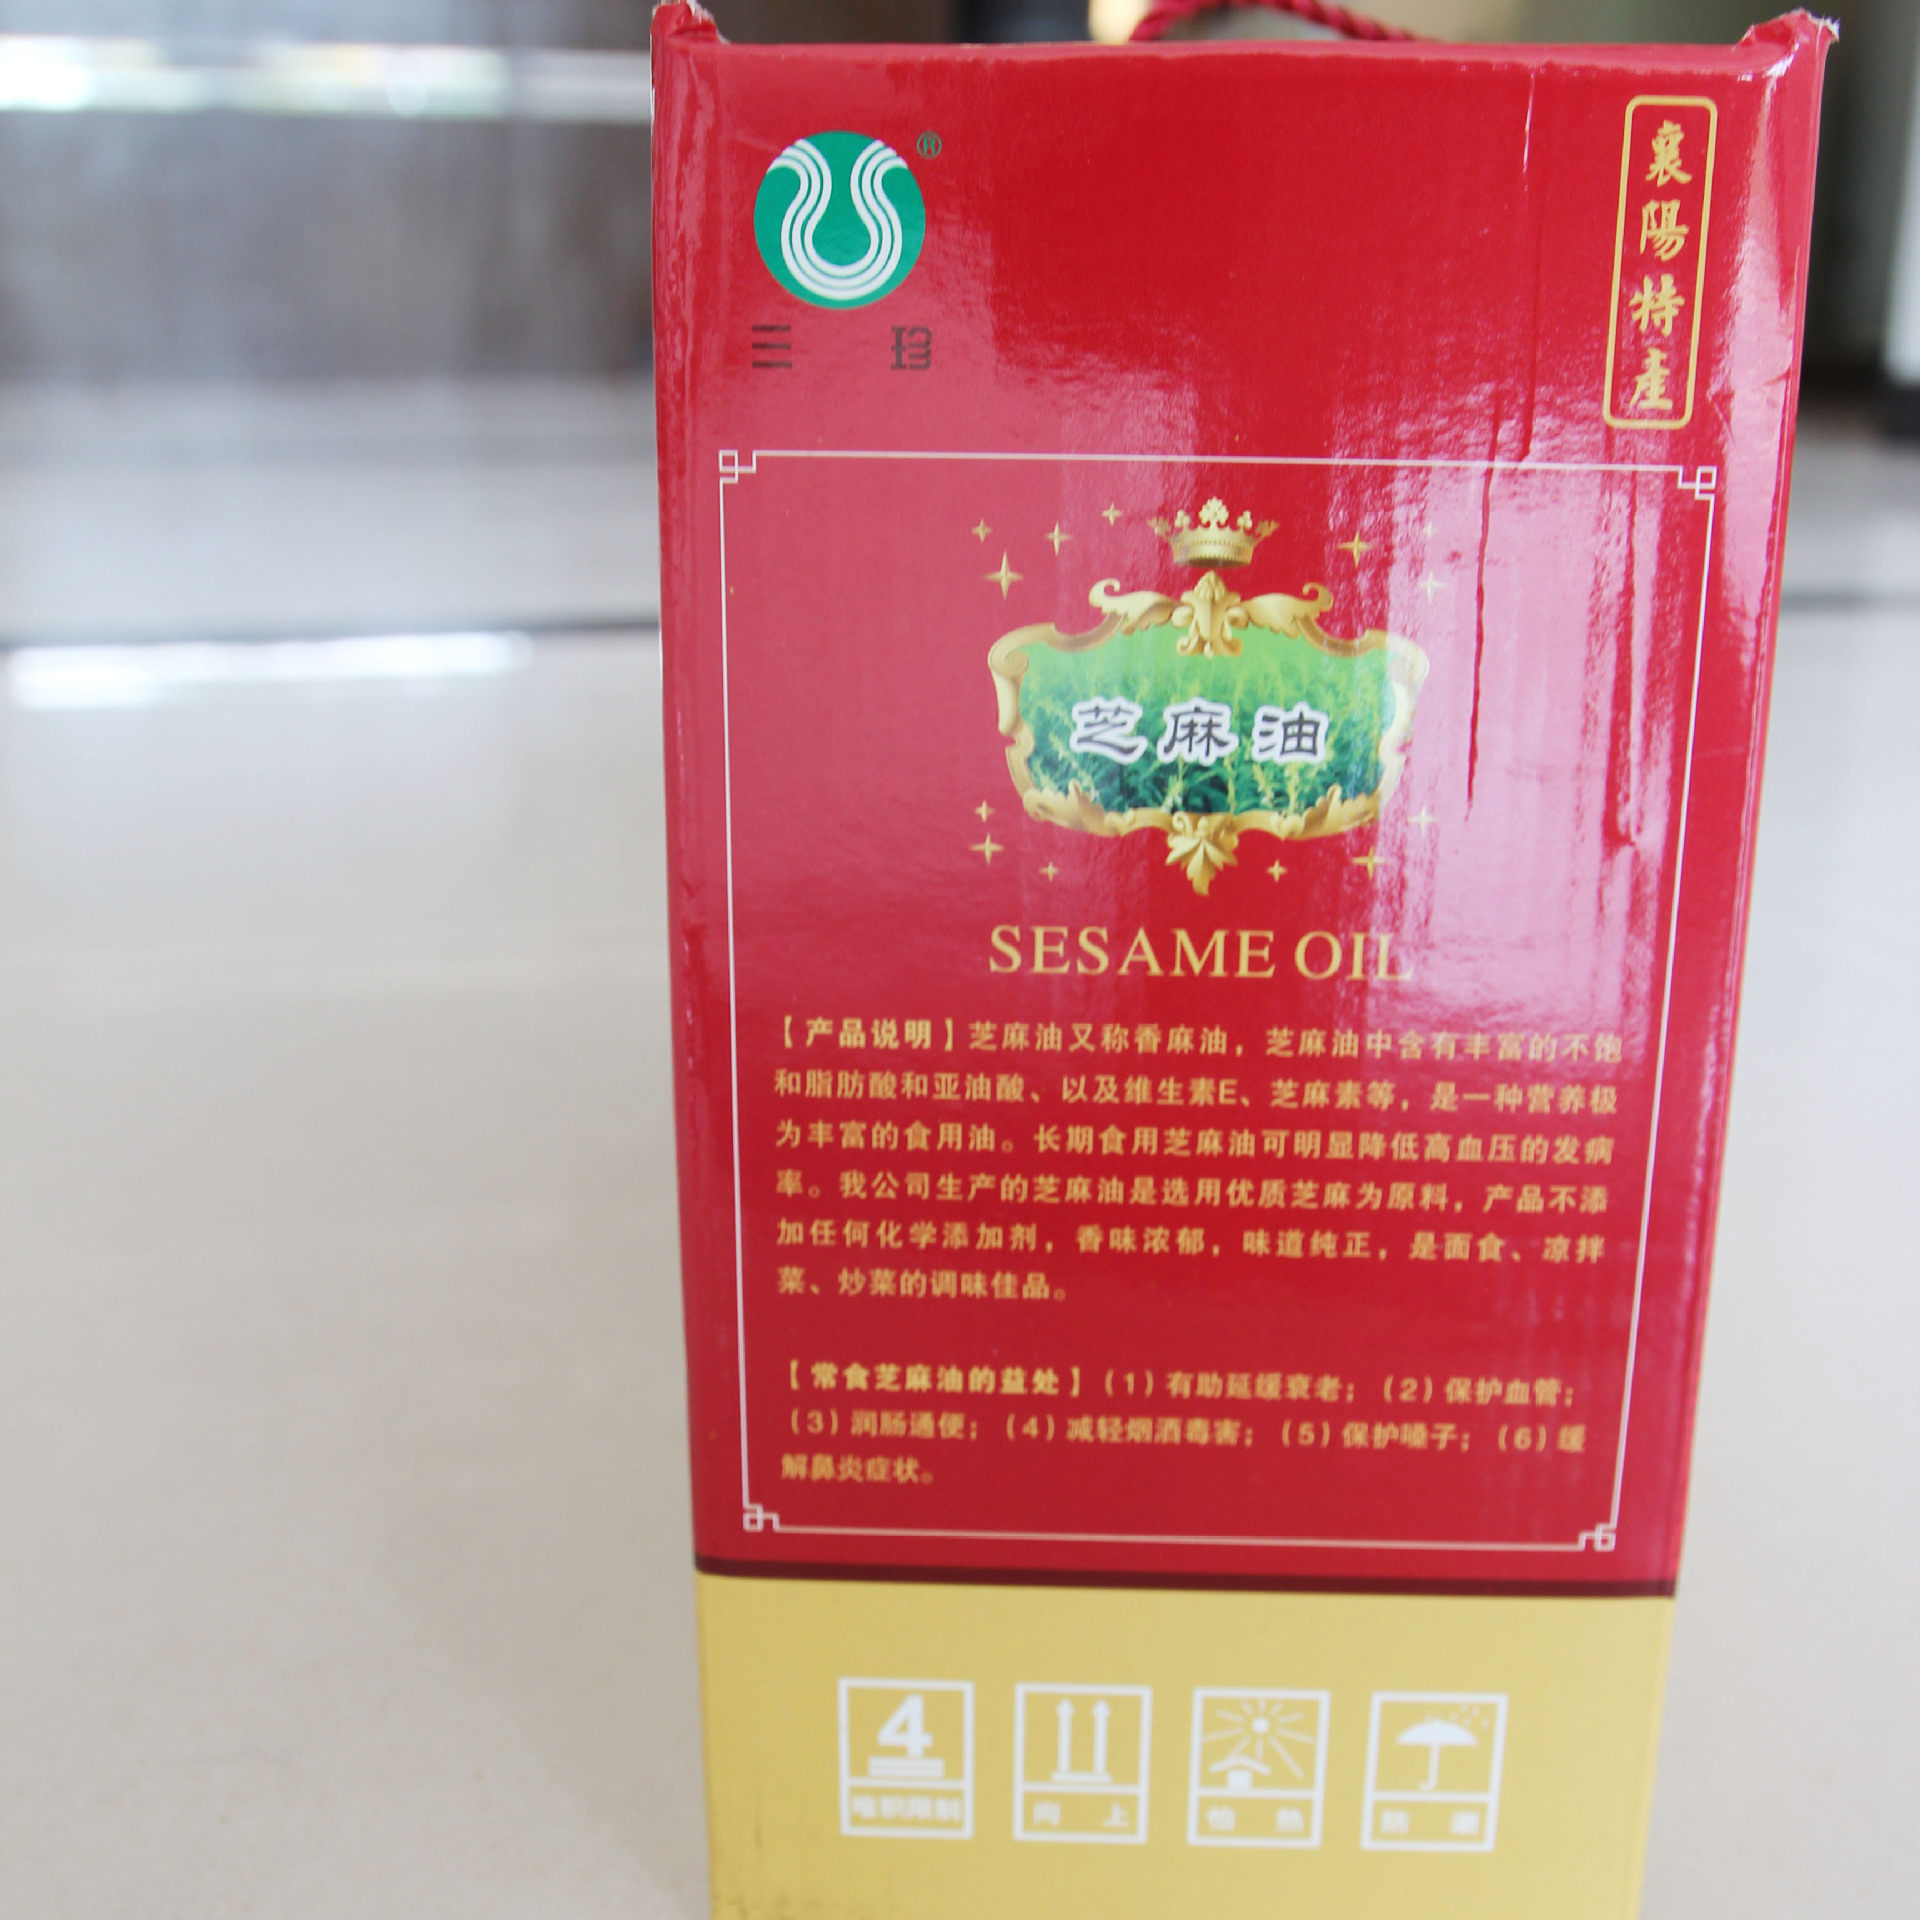 ®
三 珍
襄陽特產
芝麻油
SESAME OIL
【产品说明】芝麻油又称香麻油，芝麻油中含有丰富的不饱
和脂肪酸和亚油酸、以及维生素E、芝麻素等，是一种营养极
为丰富的食用油。长期食用芝麻油可明显降低高血压的发病
率。我公司生产的芝麻油是选用优质芝麻为原料，产品不添
加任何化学添加剂，香味浓郁，味道纯正，是面食、凉拌
菜、炒菜的调味佳品。
【常食芝麻油的益处】（1）有助延缓衰老；（2）保护血管；
（3）润肠通便；（4）减轻烟酒毒害；（5）保护嗓子；（6）缓
解鼻炎症状。
4
堆积限制
向 上
怕 热
防 潮